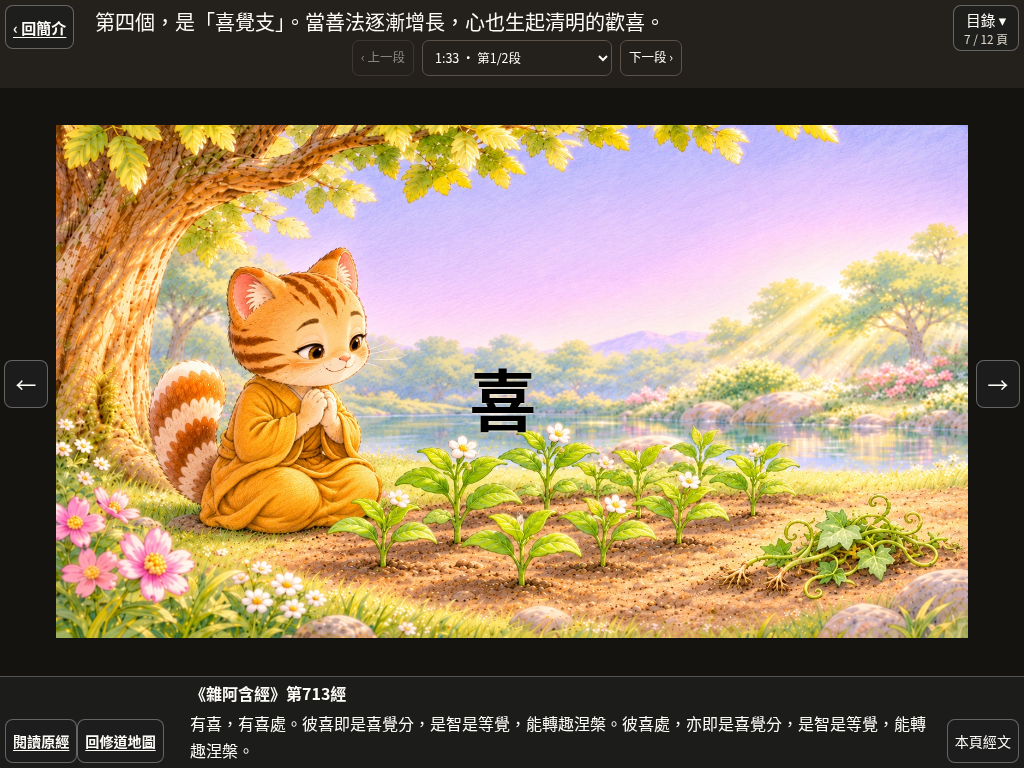 ‹ 回簡介
第四個，是「喜覺支」。當善法逐漸增長，心也生起清明的歡喜。
目錄 ▾
7 / 12 頁
‹ 上一段
1:33 · 第1/2段
下一段 ›
←
→
喜
《雜阿含經》第713經
有喜，有喜處。彼喜即是喜覺分，是智是等覺，能轉趣涅槃。彼喜處，亦即是喜覺分，是智是等覺，能轉
趣涅槃。
閱讀原經
回修道地圖
本頁經文